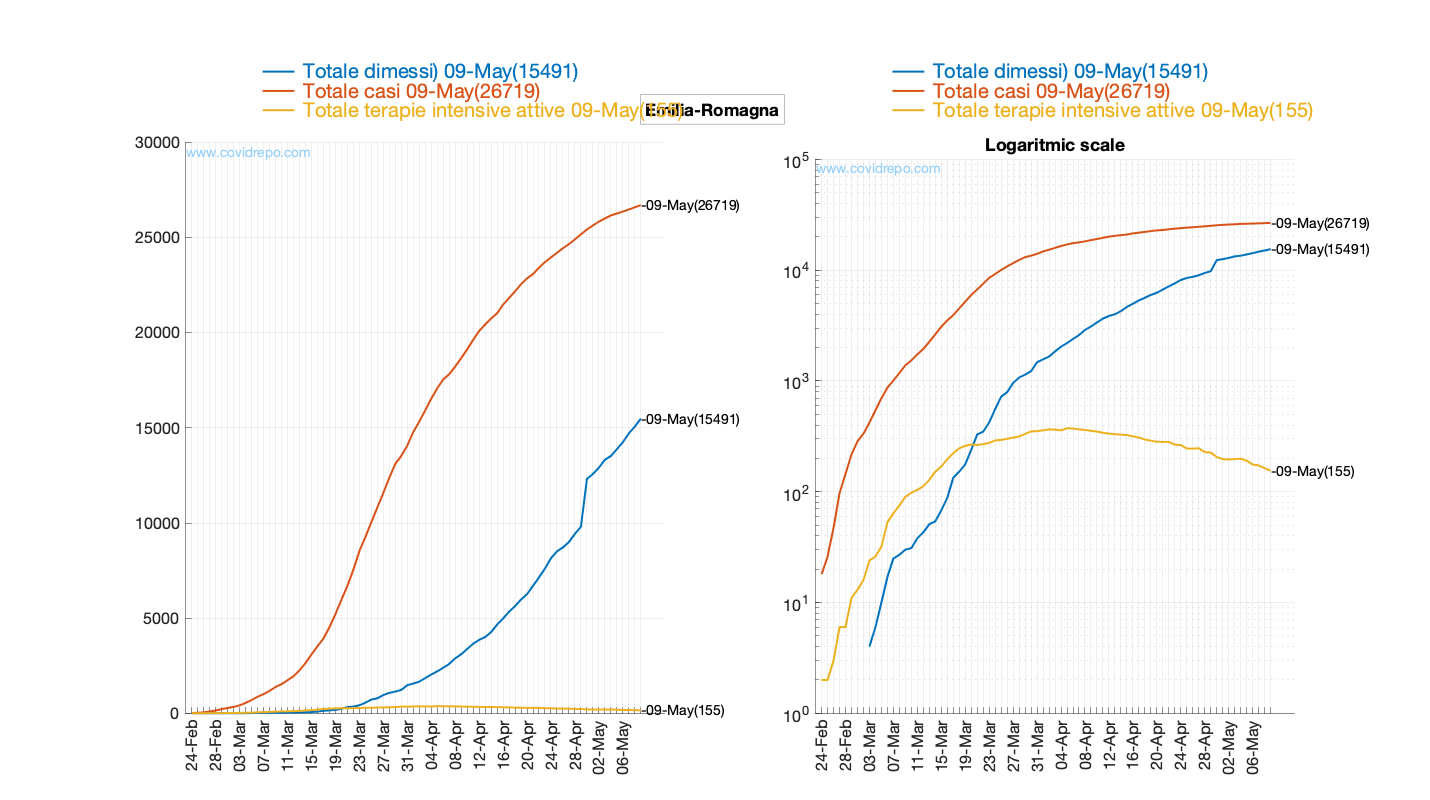 Totale dimessi) 09-May(15491)
Totale casi 09-May(26719)
Totale terapie intensive attive 09-May(155)
Emilia-Romagna
30000
25000
20000
15000
10000
5000
0
www.covidrepo.com
-09-May(26719)
-09-May(15491)
-09-May(155)
24-Feb
28-Feb
03-Mar
07-Mar
11-Mar
15-Mar
19-Mar
23-Mar
27-Mar
31-Mar
04-Apr
08-Apr
12-Apr
16-Apr
20-Apr
24-Apr
28-Apr
02-May
06-May
Totale dimessi) 09-May(15491)
Totale casi 09-May(26719)
Totale terapie intensive attive 09-May(155)
Logaritmic scale
10^5
10^4
10^3
10^2
10^1
10^0
www.covidrepo.com
-09-May(26719)
-09-May(15491)
-09-May(155)
24-Feb
28-Feb
03-Mar
07-Mar
11-Mar
15-Mar
19-Mar
23-Mar
27-Mar
31-Mar
04-Apr
08-Apr
12-Apr
16-Apr
20-Apr
24-Apr
28-Apr
02-May
06-May